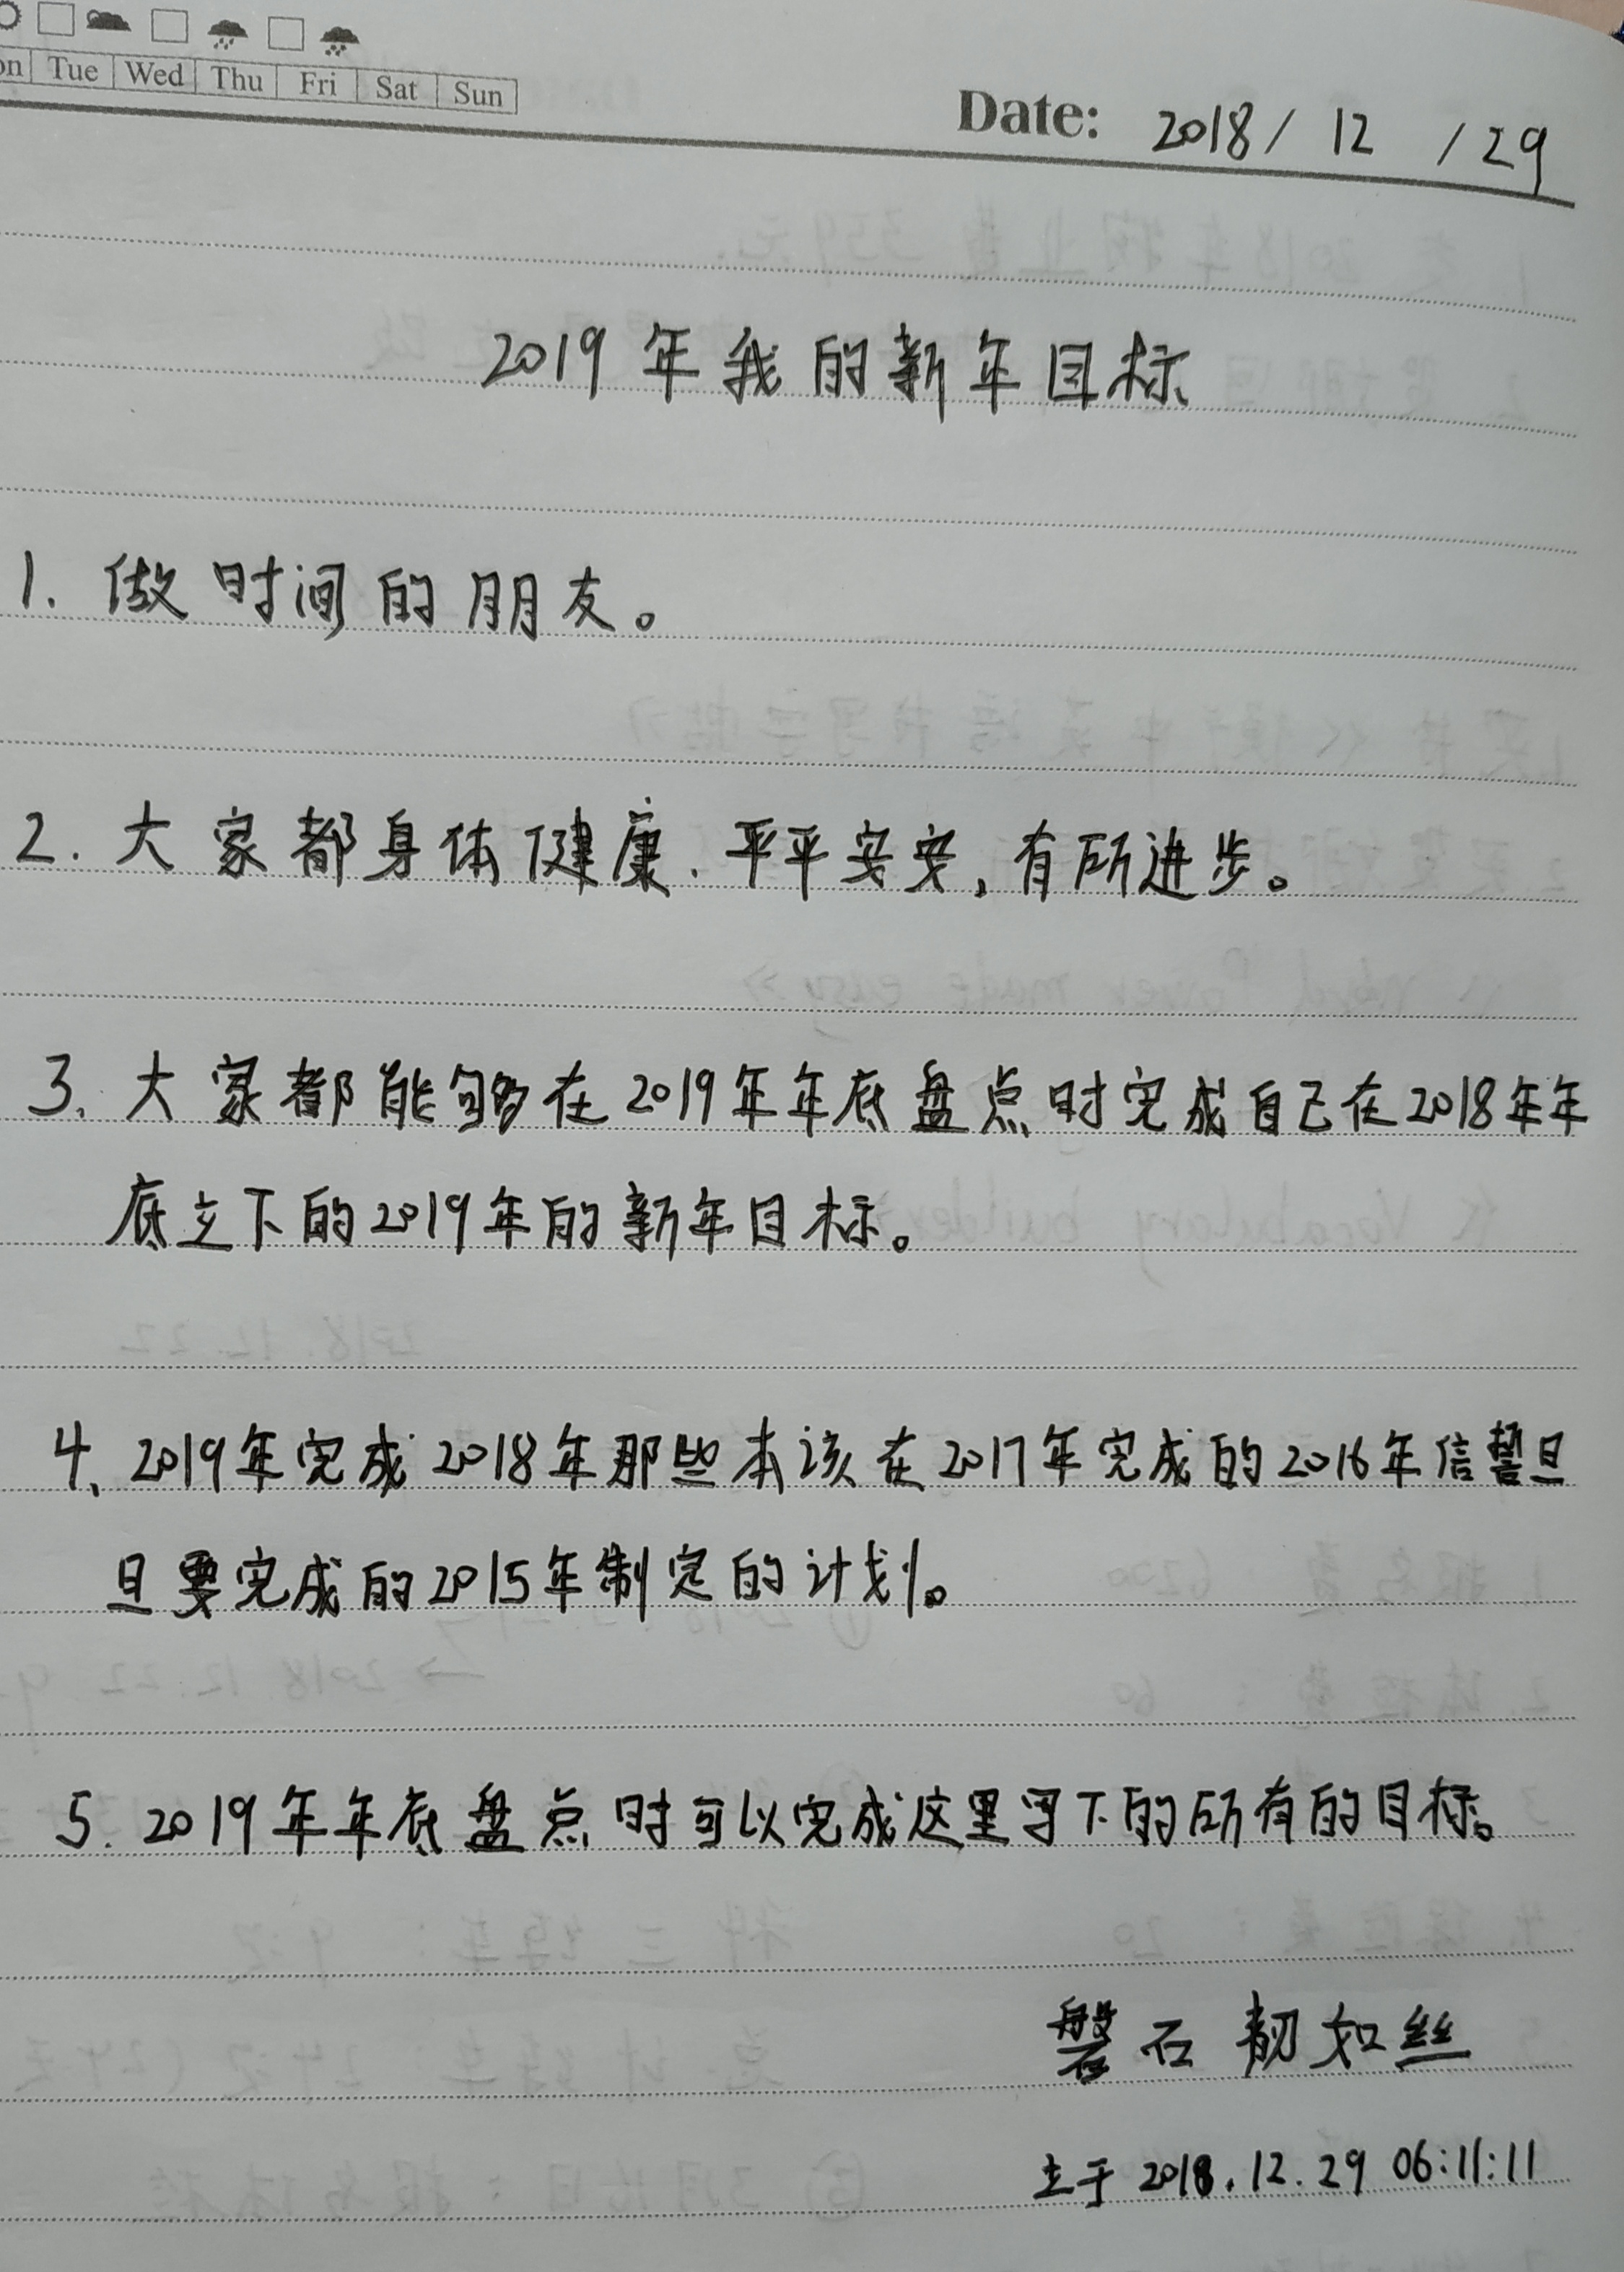 on Tue Wed Thu Fri Sat Sun
Date: 2018 / 12 / 29
2019年我的新年目标
1. 做时间的朋友。
2. 大家都身体健康、平平安安,有所进步。
3. 大家都能够在2019年年底盘点时完成自己在2018年年
底立下的2019年的新年目标。
4、2019年完成2018年那些本该在2017年完成的2016年信誓旦
旦要完成的2015年制定的计划。
5. 2019年年底盘点时可以完成这里写下的所有的目标。
磐石韧如丝
立于 2018.12.29 06:11:11